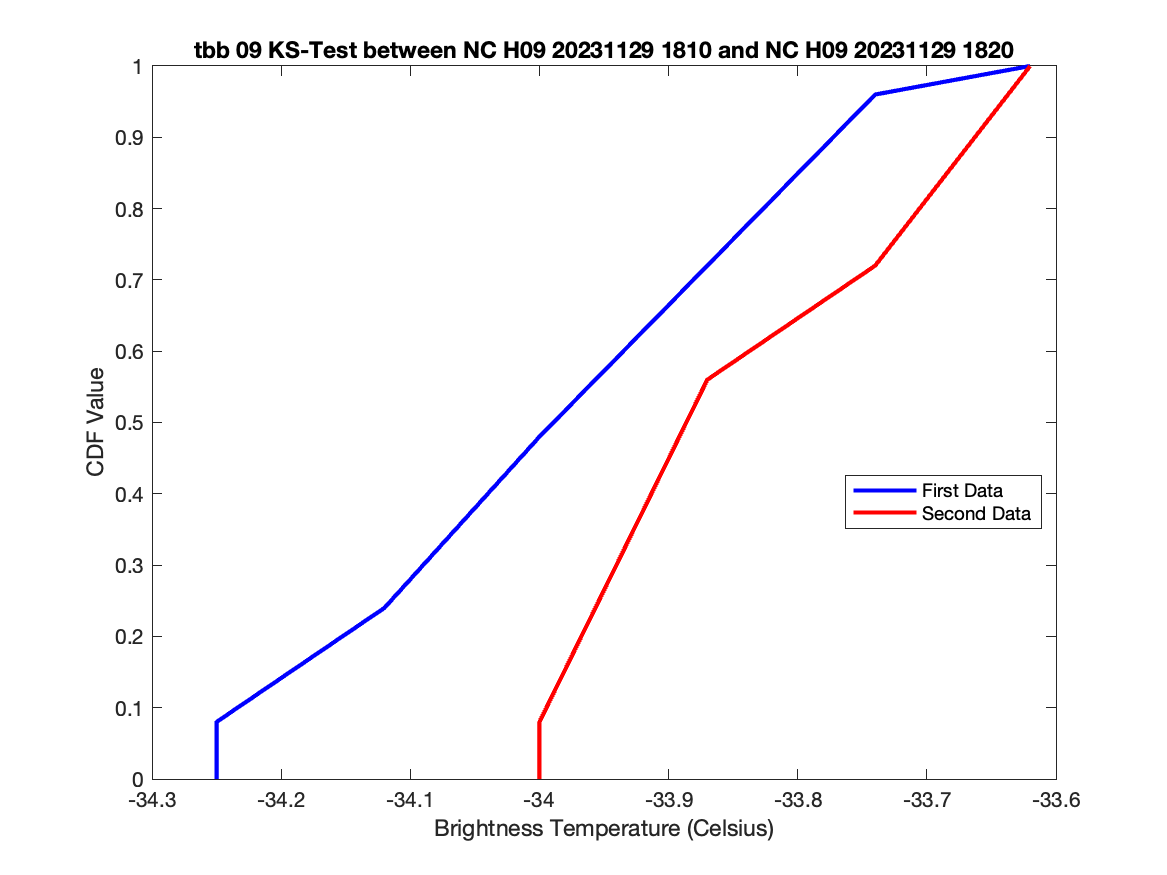 tbb 09 KS-Test between NC H09 20231129 1810 and NC H09 20231129 1820
1
0.9
0.8
0.7
0.6
0.5
0.4
0.3
0.2
0.1
0
CDF Value
First Data
Second Data
-34.3 -34.2 -34.1 -34 -33.9 -33.8 -33.7 -33.6
Brightness Temperature (Celsius)